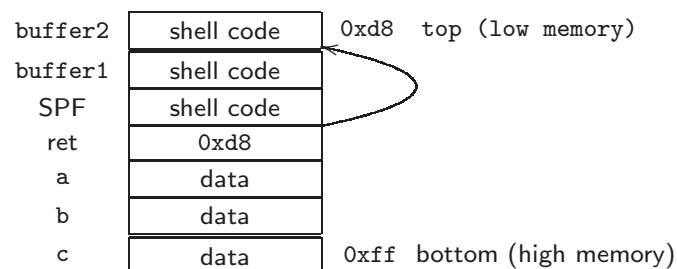 buffer2 shell code 0xd8 top (low memory)
buffer1 shell code
SPF shell code
ret 0xd8
a data
b data
c data 0xff bottom (high memory)